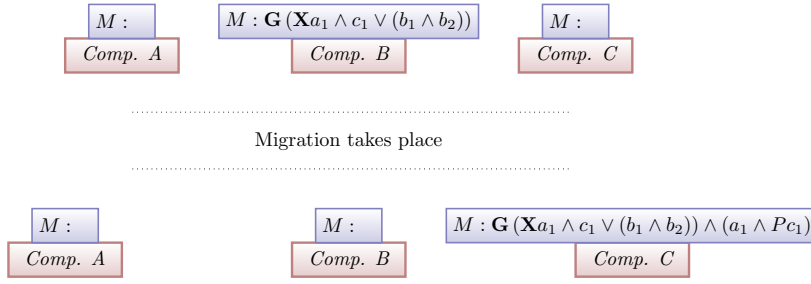 M : M : G (Xa₁ ∧ c₁ ∨ (b₁ ∧ b₂)) M :
Comp. A Comp. B Comp. C
Migration takes place
M : M : M : G (Xa₁ ∧ c₁ ∨ (b₁ ∧ b₂)) ∧ (a₁ ∧ Pc₁)
Comp. A Comp. B Comp. C